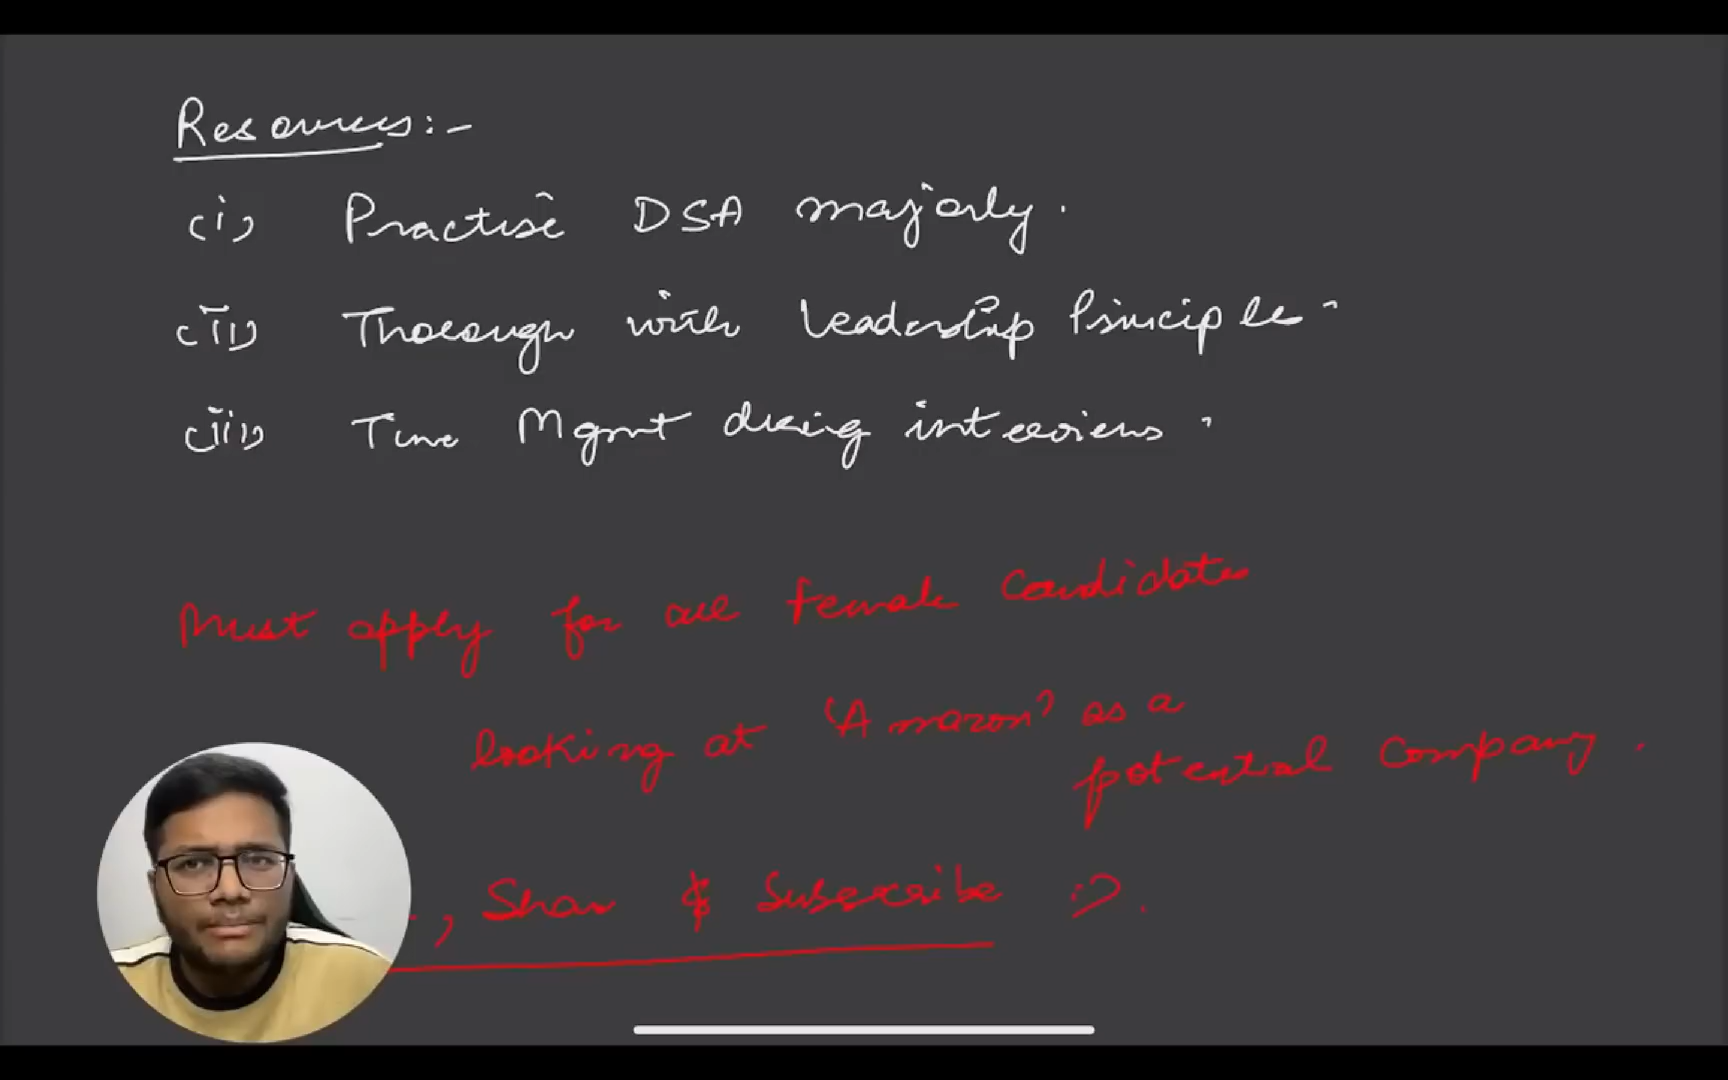 Resources:-
(i) Practise DSA majorly.
(ii) Thorough with Leadership Principles.
(iii) Time Mgmt during interviews.
Must apply for all female candidates
looking at 'Amazon' as a
potential company.
, Share & Subscribe :).